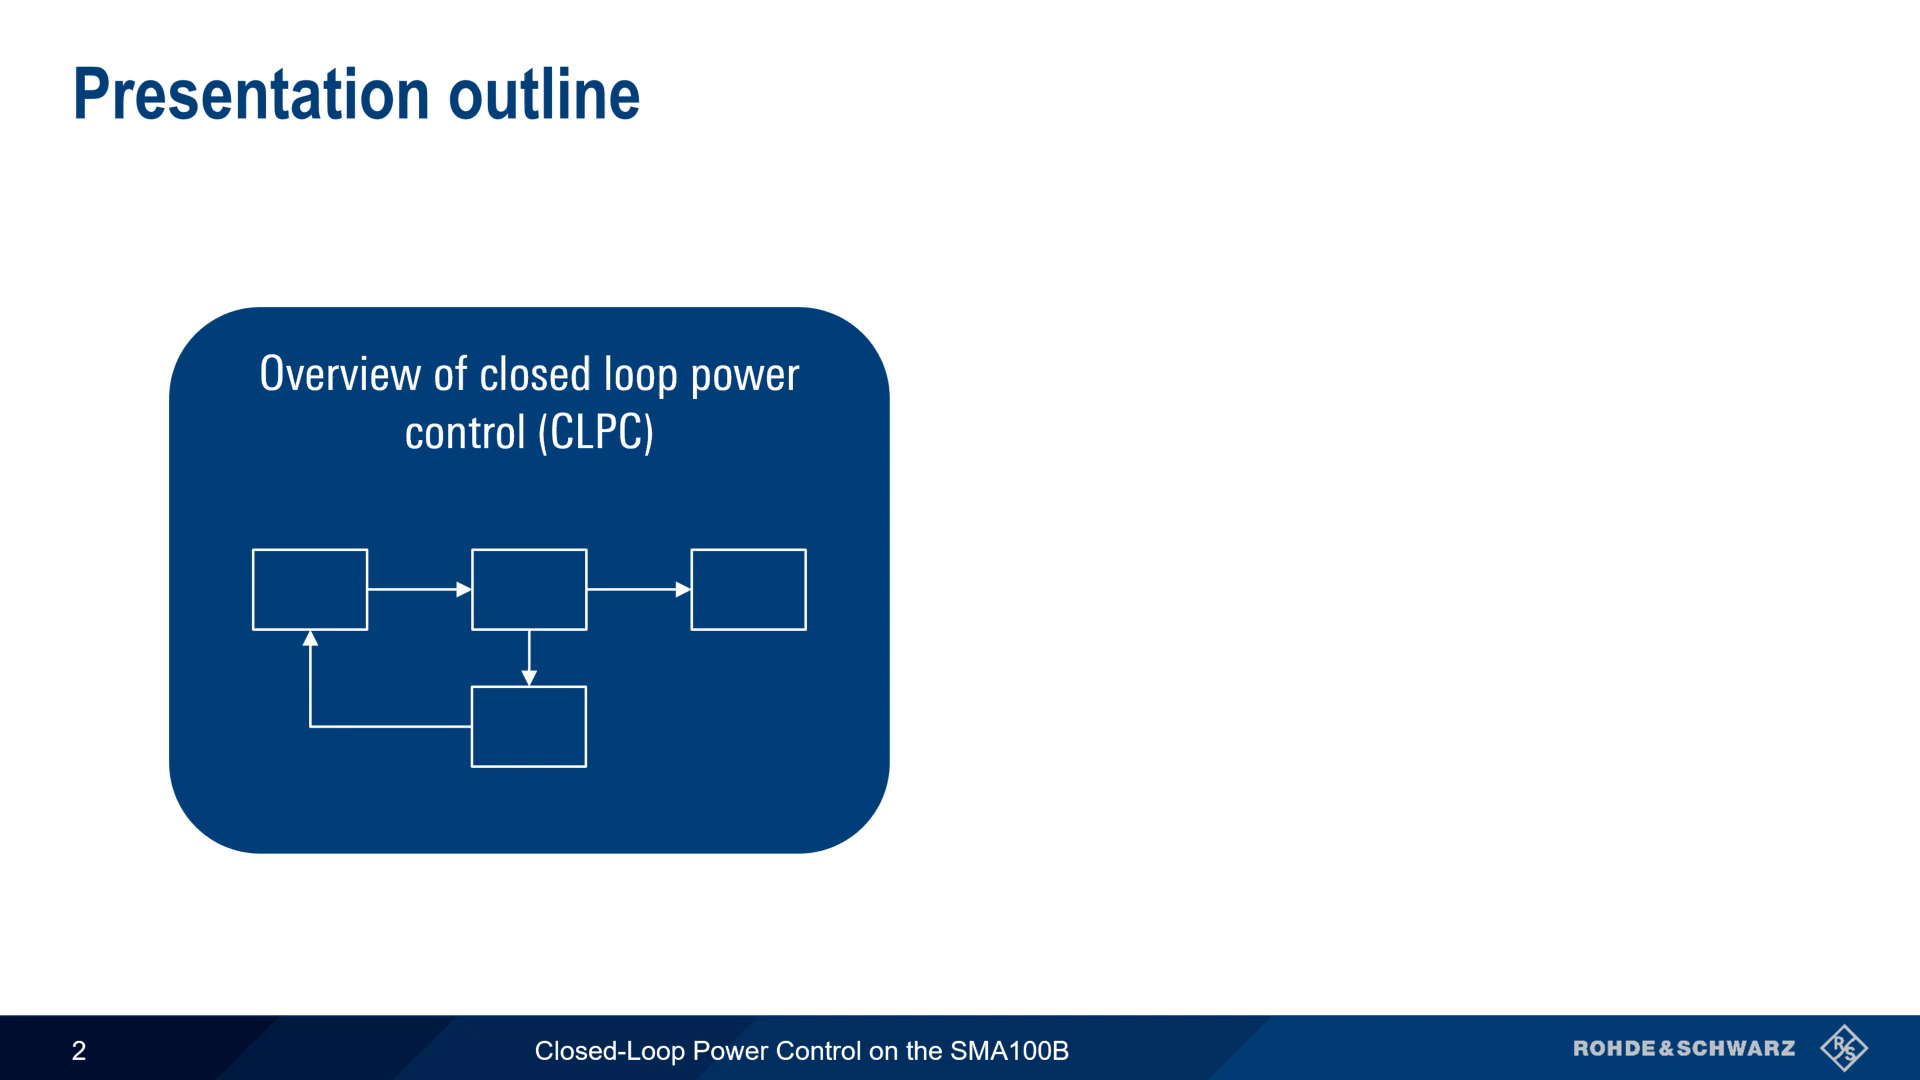 Presentation outline
Overview of closed loop power
control (CLPC)
2
Closed-Loop Power Control on the SMA100B
ROHDE&SCHWARZ
R&S